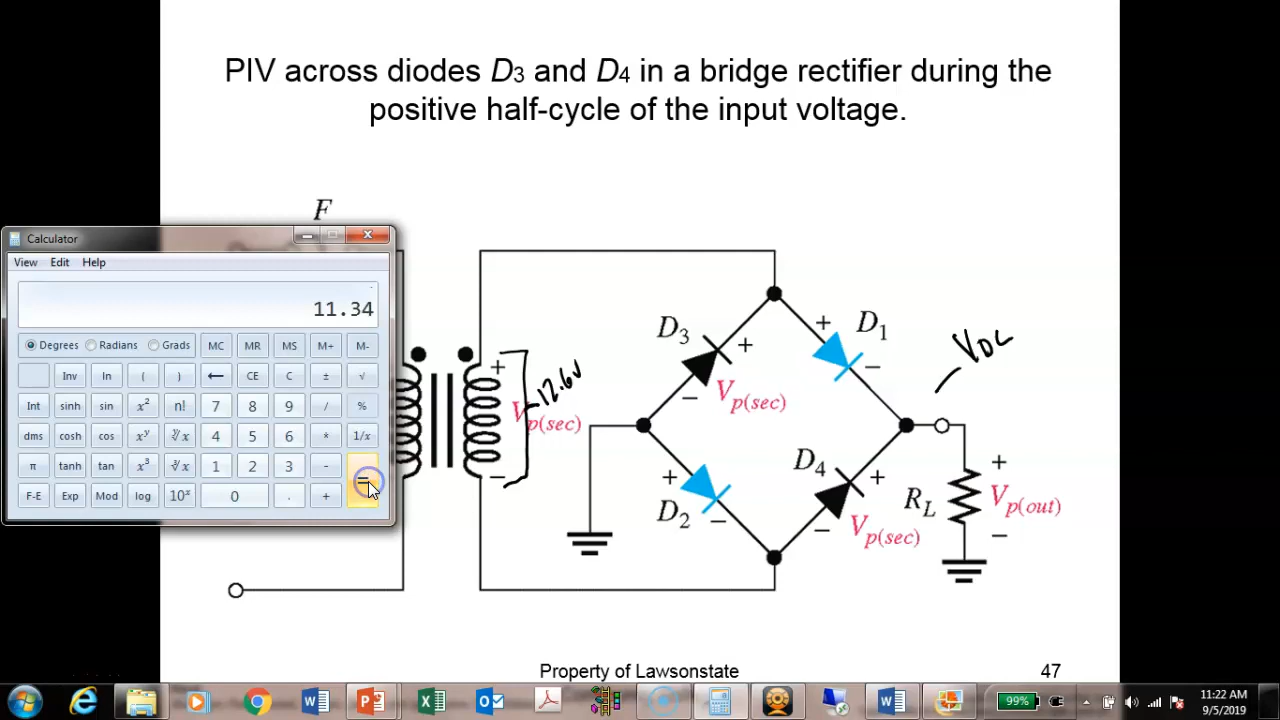 PIV across diodes D3 and D4 in a bridge rectifier during the
positive half-cycle of the input voltage.
F
Calculator
View Edit Help
11.34
Degrees Radians Grads MC MR MS M+ M-
Inv ln ( ) ← CE C ± √
Int sinh sin x² n! 7 8 9 / %
dms cosh cos xʸ ʸ√x 4 5 6 * 1/x
π tanh tan x³ ³√x 1 2 3 - =
F-E Exp Mod log 10ˣ 0 . +
+
Vp(sec)
12.6V
−
D3
+
−
Vp(sec)
+
D1
−
VDC
+
D2
−
D4
+
−
Vp(sec)
RL
+
Vp(out)
−
Property of Lawsonstate
47
99%
11:22 AM
9/5/2019